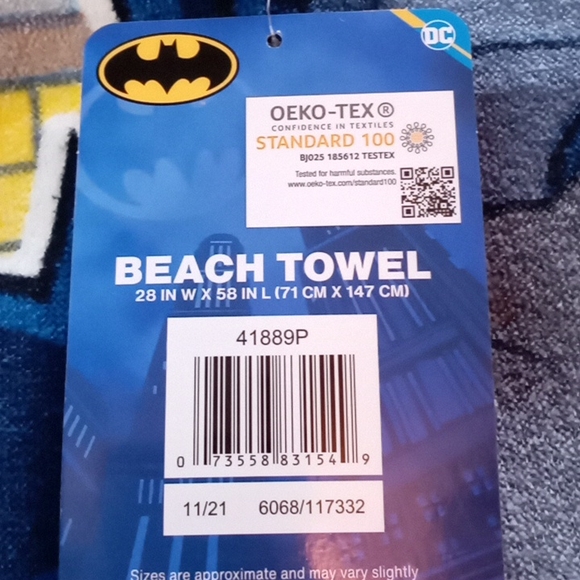 DC
OEKO-TEX®
CONFIDENCE IN TEXTILES
STANDARD 100
BJ025 185612 TESTEX
Tested for harmful substances.
www.oeko-tex.com/standard100
BEACH TOWEL
28 IN W X 58 IN L (71 CM X 147 CM)
41889P
0 73558 83154 9
11/21 6068/117332
Sizes are approximate and may vary slightly